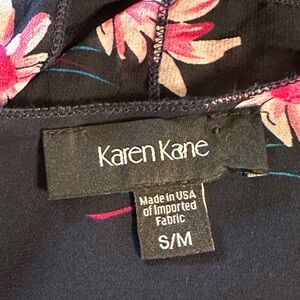 Karen Kane
Made in USA
of Imported
Fabric
S/M